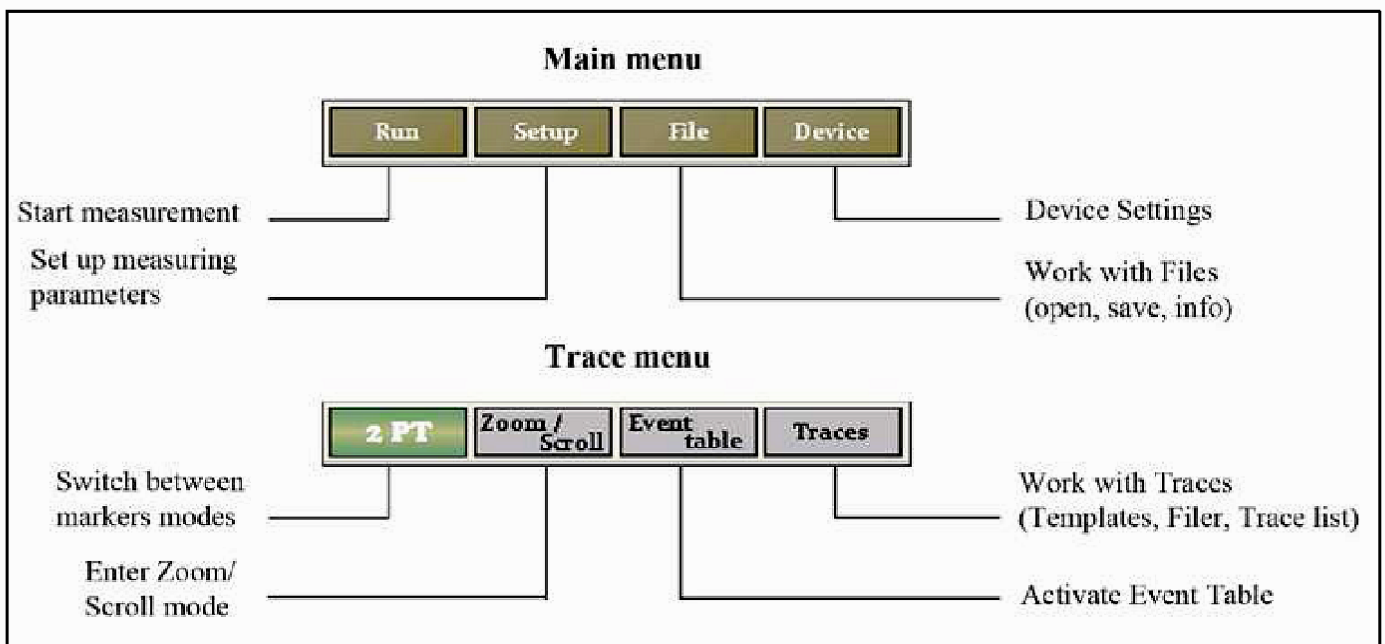 Main menu
Run
Setup
File
Device
Start measurement
Set up measuring
parameters
Device Settings
Work with Files
(open, save, info)
Trace menu
2 PT
Zoom /
Scroll
Event
table
Traces
Switch between
markers modes
Enter Zoom/
Scroll mode
Work with Traces
(Templates, Filer, Trace list)
Activate Event Table